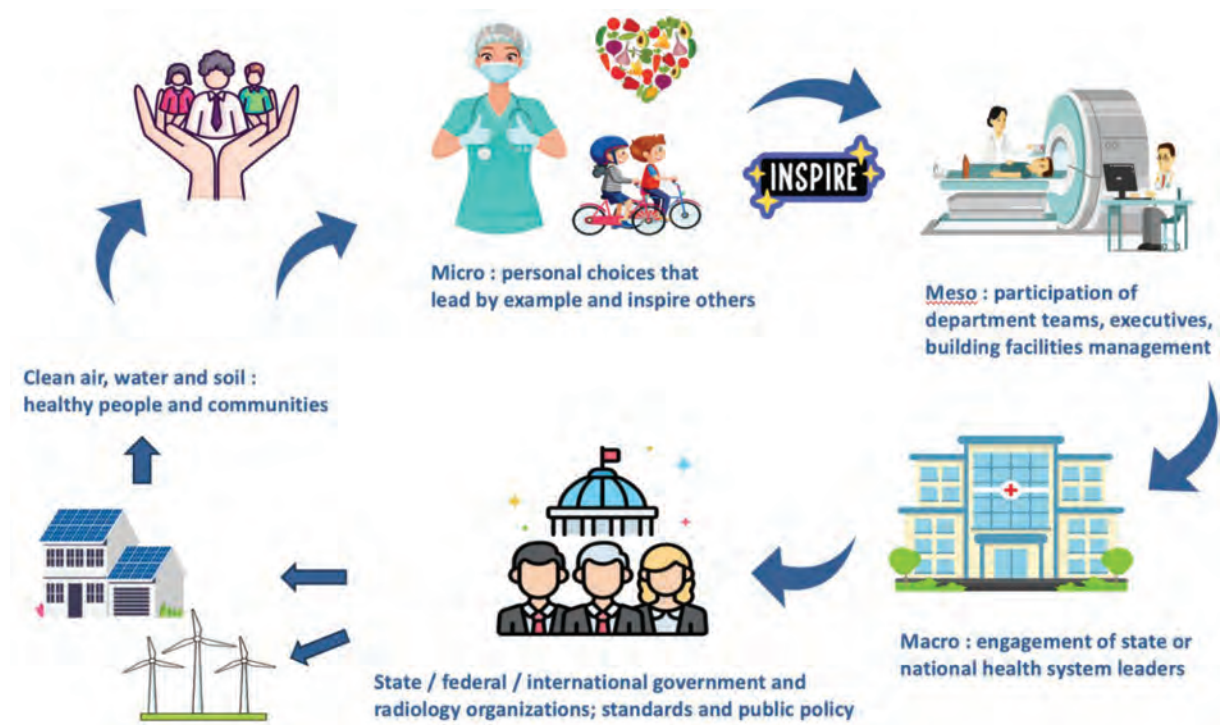 INSPIRE
Micro : personal choices that
lead by example and inspire others
Meso : participation of
department teams, executives,
building facilities management
Clean air, water and soil :
healthy people and communities
Macro : engagement of state or
national health system leaders
State / federal / international government and
radiology organizations; standards and public policy